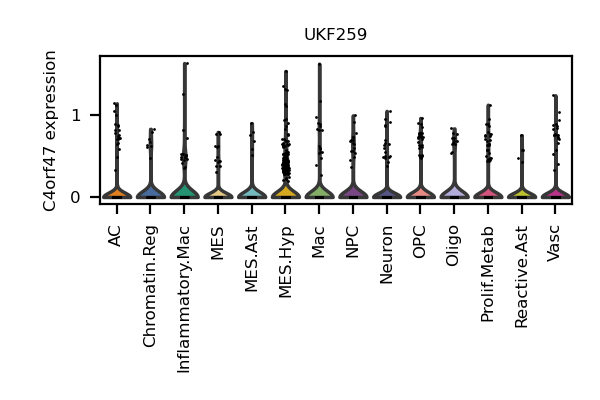 UKF259
C4orf47 expression
1
0
AC
Chromatin.Reg
Inflammatory.Mac
MES
MES.Ast
MES.Hyp
Mac
NPC
Neuron
OPC
Oligo
Prolif.Metab
Reactive.Ast
Vasc